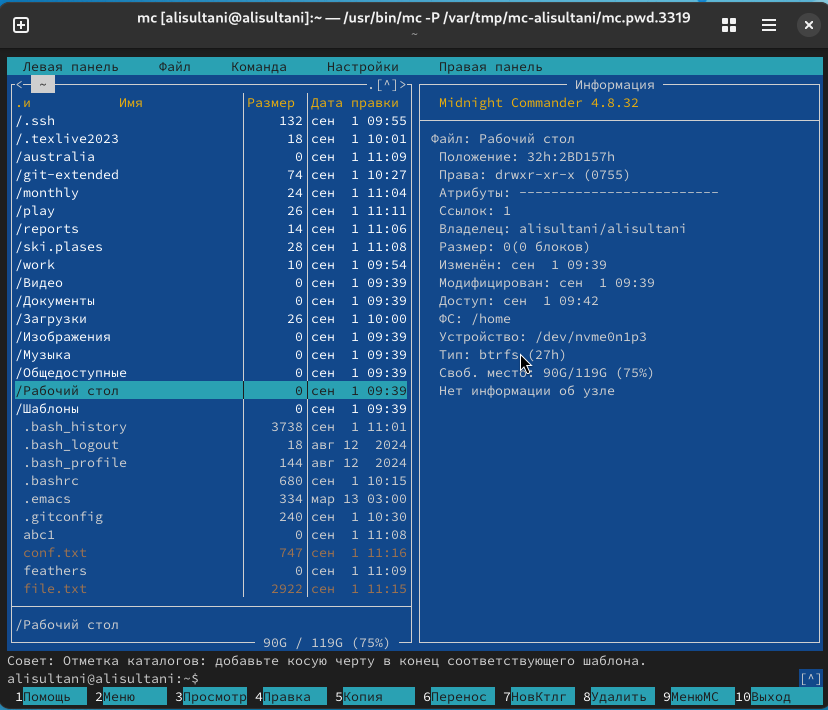 mc [alisultani@alisultani]:~ — /usr/bin/mc -P /var/tmp/mc-alisultani/mc.pwd.3319
~
Левая панель Файл Команда Настройки Правая панель
<─ ~ .[^]>
.и Имя Размер Дата правки
/.ssh 132 сен 1 09:55
/.texlive2023 18 сен 1 10:01
/australia 0 сен 1 11:09
/git-extended 74 сен 1 10:27
/monthly 24 сен 1 11:04
/play 26 сен 1 11:11
/reports 14 сен 1 11:06
/ski.plases 28 сен 1 11:08
/work 10 сен 1 09:54
/Видео 0 сен 1 09:39
/Документы 0 сен 1 09:39
/Загрузки 26 сен 1 10:00
/Изображения 0 сен 1 09:39
/Музыка 0 сен 1 09:39
/Общедоступные 0 сен 1 09:39
/Рабочий стол 0 сен 1 09:39
/Шаблоны 0 сен 1 09:39
.bash_history 3738 сен 1 11:01
.bash_logout 18 авг 12 2024
.bash_profile 144 авг 12 2024
.bashrc 680 сен 1 10:15
.emacs 334 мар 13 03:00
.gitconfig 240 сен 1 10:30
abc1 0 сен 1 11:08
conf.txt 747 сен 1 11:16
feathers 0 сен 1 11:09
file.txt 2922 сен 1 11:15
/Рабочий стол
90G / 119G (75%)
Информация
Midnight Commander 4.8.32
Файл: Рабочий стол
Положение: 32h:2BD157h
Права: drwxr-xr-x (0755)
Атрибуты: -------------------------
Ссылок: 1
Владелец: alisultani/alisultani
Размер: 0(0 блоков)
Изменён: сен 1 09:39
Модифицирован: сен 1 09:39
Доступ: сен 1 09:42
ФС: /home
Устройство: /dev/nvme0n1p3
Тип: btrfs (27h)
Своб. место: 90G/119G (75%)
Нет информации об узле
Совет: Отметка каталогов: добавьте косую черту в конец соответствующего шаблона.
alisultani@alisultani:~$ [^]
1Помощь 2Меню 3Просмотр 4Правка 5Копия 6Перенос 7НовКтлг 8Удалить 9МенюMC 10Выход